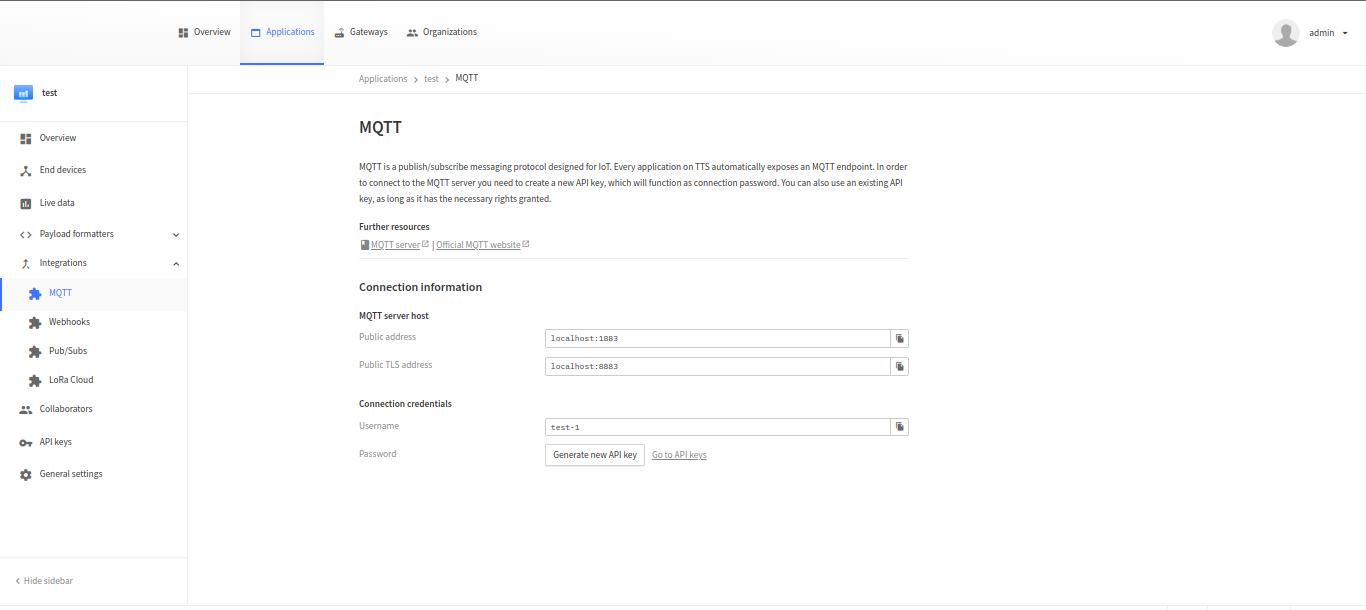 Overview
Applications
Gateways
Organizations
admin
test
Applications > test > MQTT
Overview
End devices
Live data
Payload formatters
Integrations
MQTT
Webhooks
Pub/Subs
LoRa Cloud
Collaborators
API keys
General settings
Hide sidebar
MQTT
MQTT is a publish/subscribe messaging protocol designed for IoT. Every application on TTS automatically exposes an MQTT endpoint. In order
to connect to the MQTT server you need to create a new API key, which will function as connection password. You can also use an existing API
key, as long as it has the necessary rights granted.
Further resources
MQTT server | Official MQTT website
Connection information
MQTT server host
Public address
localhost:1883
Public TLS address
localhost:8883
Connection credentials
Username
test-1
Password
Generate new API key
Go to API keys